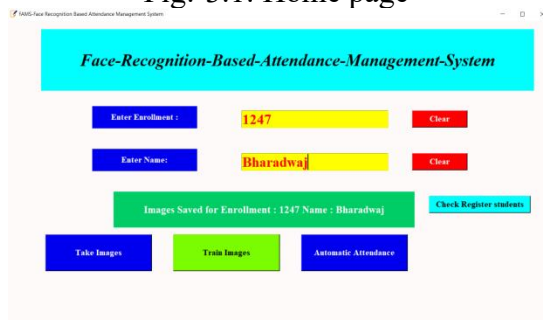 Fig. 5.1: Home page
FAMS-Face Recognition Based Attendance Management System
Face-Recognition-Based-Attendance-Management-System
Enter Enrollment : 1247 Clear
Enter Name: Bharadwaj Clear
Images Saved for Enrollment : 1247 Name : Bharadwaj
Check Register students
Take Images Train Images Automatic Attendance